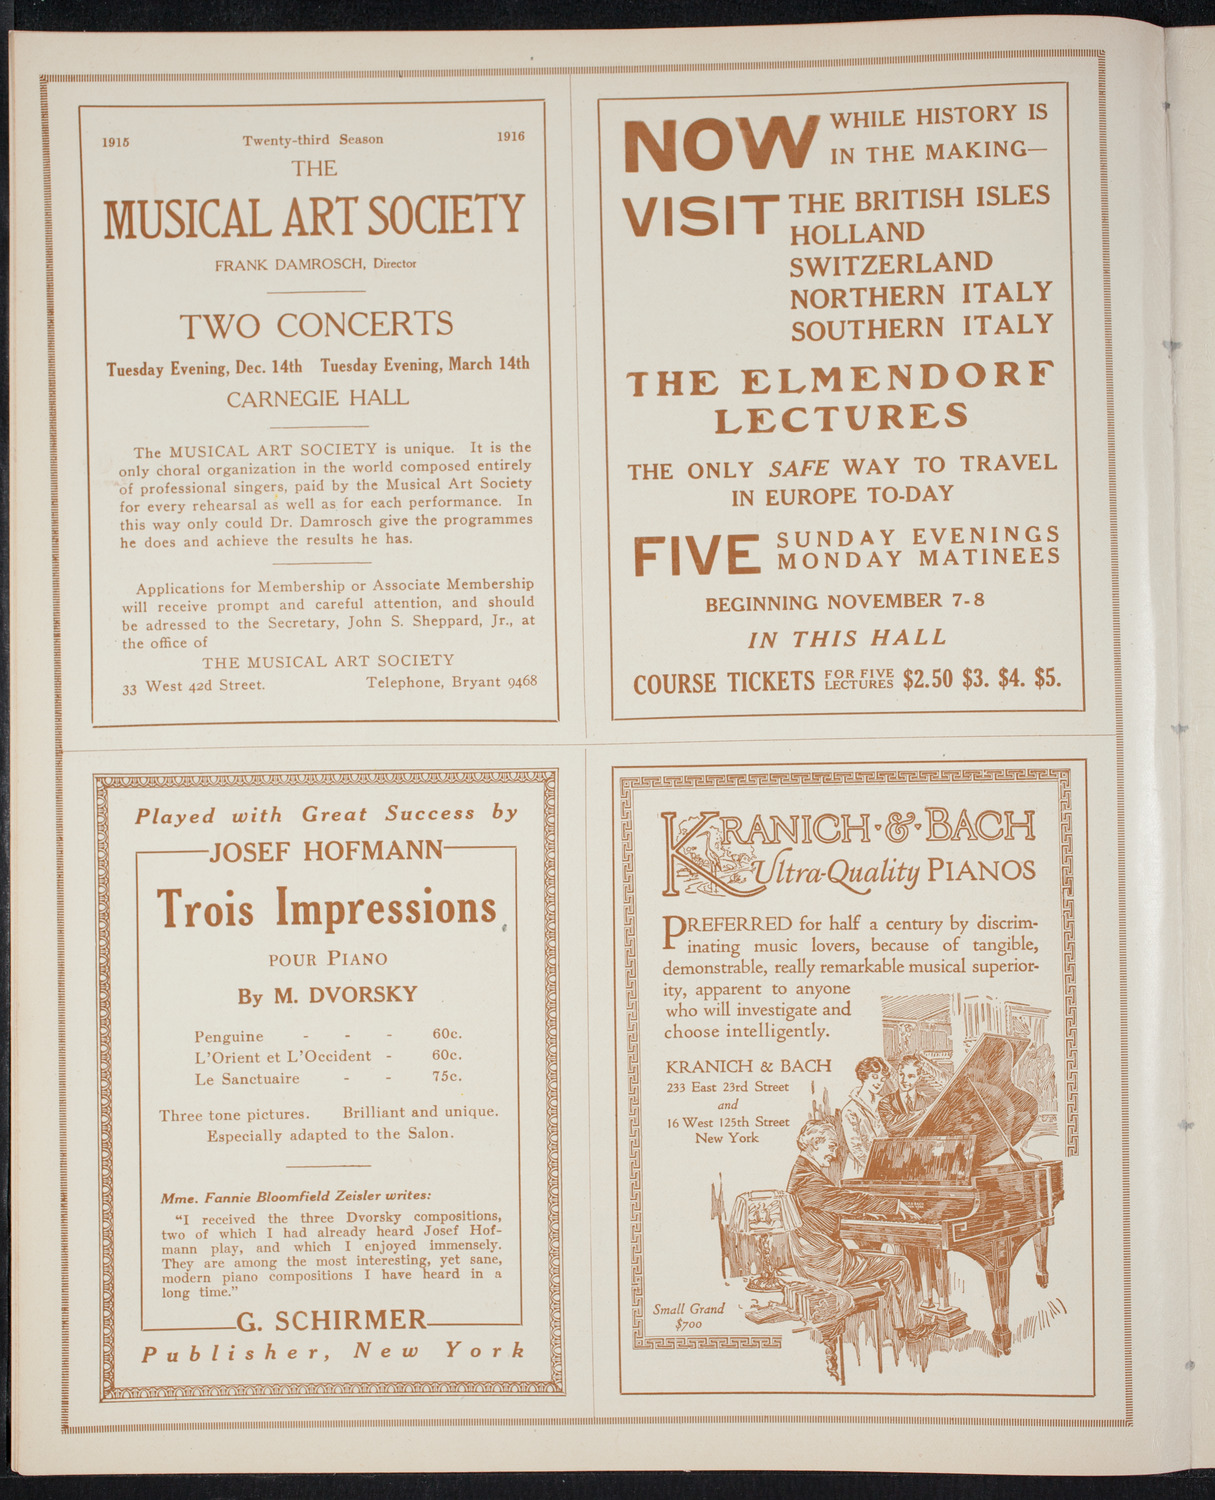 1915 Twenty-third Season 1916
THE
MUSICAL ART SOCIETY
FRANK DAMROSCH, Director
TWO CONCERTS
Tuesday Evening, Dec. 14th Tuesday Evening, March 14th
CARNEGIE HALL
The MUSICAL ART SOCIETY is unique. It is the
only choral organization in the world composed entirely
of professional singers, paid by the Musical Art Society
for every rehearsal as well as for each performance. In
this way only could Dr. Damrosch give the programmes
he does and achieve the results he has.
Applications for Membership or Associate Membership
will receive prompt and careful attention, and should
be adressed to the Secretary, John S. Sheppard, Jr., at
the office of
THE MUSICAL ART SOCIETY
33 West 42d Street. Telephone, Bryant 9468
NOW WHILE HISTORY IS
IN THE MAKING—
VISIT THE BRITISH ISLES
HOLLAND
SWITZERLAND
NORTHERN ITALY
SOUTHERN ITALY
THE ELMENDORF
LECTURES
THE ONLY SAFE WAY TO TRAVEL
IN EUROPE TO-DAY
FIVE SUNDAY EVENINGS
MONDAY MATINEES
BEGINNING NOVEMBER 7-8
IN THIS HALL
COURSE TICKETS FOR FIVE LECTURES $2.50 $3. $4. $5.
Played with Great Success by
JOSEF HOFMANN
Trois Impressions
POUR PIANO
By M. DVORSKY
Penguine - - - 60c.
L'Orient et L'Occident - 60c.
Le Sanctuaire - - 75c.
Three tone pictures. Brilliant and unique.
Especially adapted to the Salon.
Mme. Fannie Bloomfield Zeisler writes:
"I received the three Dvorsky compositions,
two of which I had already heard Josef Hof-
mann play, and which I enjoyed immensely.
They are among the most interesting, yet sane,
modern piano compositions I have heard in a
long time."
G. SCHIRMER
Publisher, New York
KRANICH·&·BACH
Ultra-Quality PIANOS
PREFERRED for half a century by discrim-
inating music lovers, because of tangible,
demonstrable, really remarkable musical superior-
ity, apparent to anyone
who will investigate and
choose intelligently.
KRANICH & BACH
233 East 23rd Street
and
16 West 125th Street
New York
Small Grand
$700